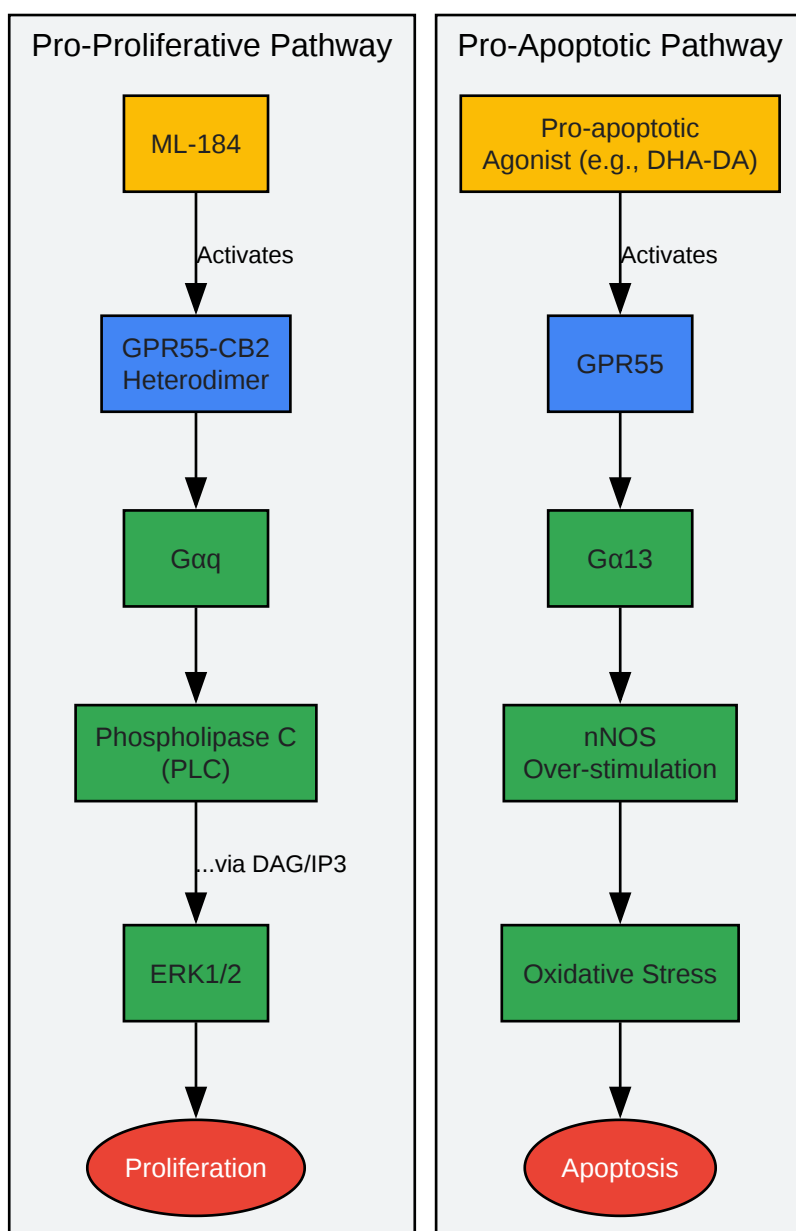 Pro-Proliferative Pathway
ML-184
Activates
GPR55-CB2
Heterodimer
Gαq
Phospholipase C
(PLC)
...via DAG/IP3
ERK1/2
Proliferation
Pro-Apoptotic Pathway
Pro-apoptotic
Agonist (e.g., DHA-DA)
Activates
GPR55
Gα13
nNOS
Over-stimulation
Oxidative Stress
Apoptosis